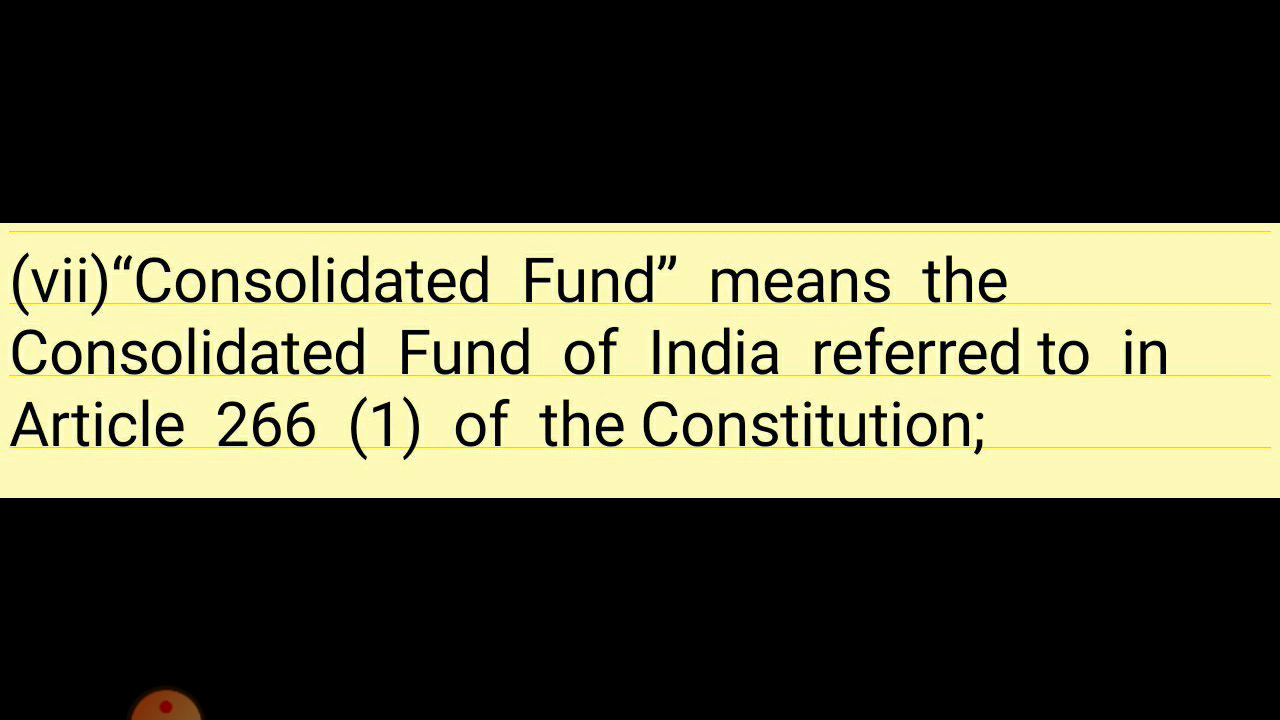 (vii)“Consolidated Fund” means the
Consolidated Fund of India referred to in
Article 266 (1) of the Constitution;